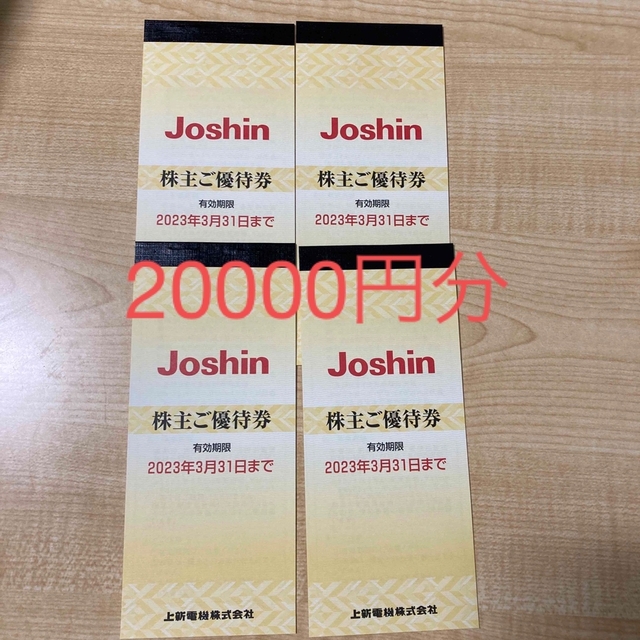 Joshin
株主ご優待券
有効期限
2023年3月31日まで
Joshin
株主ご優待券
有効期限
2023年3月31日まで
20000円分
Joshin
株主ご優待券
有効期限
2023年3月31日まで
上新電機株式会社
Joshin
株主ご優待券
有効期限
2023年3月31日まで
上新電機株式会社